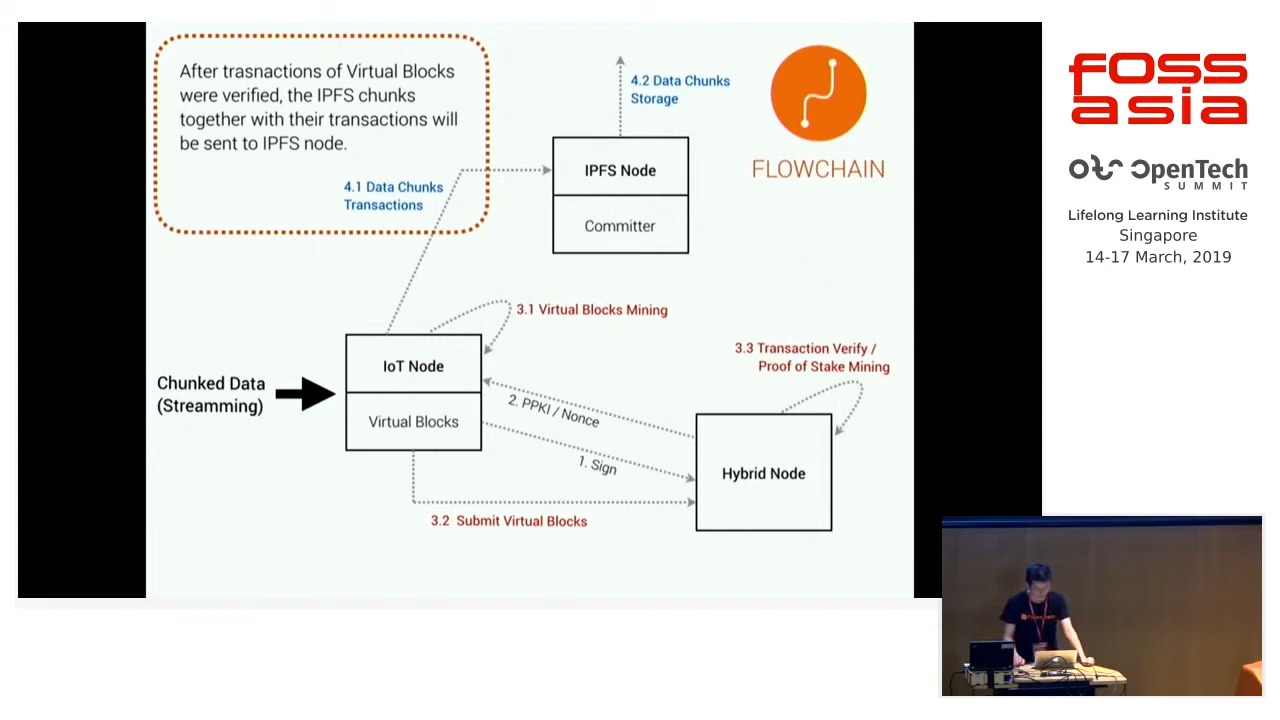 After trasnactions of Virtual Blocks
were verified, the IPFS chunks
together with their transactions will
be sent to IPFS node.
4.1 Data Chunks
Transactions
4.2 Data Chunks
Storage
IPFS Node
Committer
FLOWCHAIN
3.1 Virtual Blocks Mining
IoT Node
Virtual Blocks
Chunked Data
(Streamming)
2. PPKI / Nonce
1. Sign
3.2 Submit Virtual Blocks
3.3 Transaction Verify /
Proof of Stake Mining
Hybrid Node
FOSS
asia
OpenTech
SUMMIT
Lifelong Learning Institute
Singapore
14-17 March, 2019